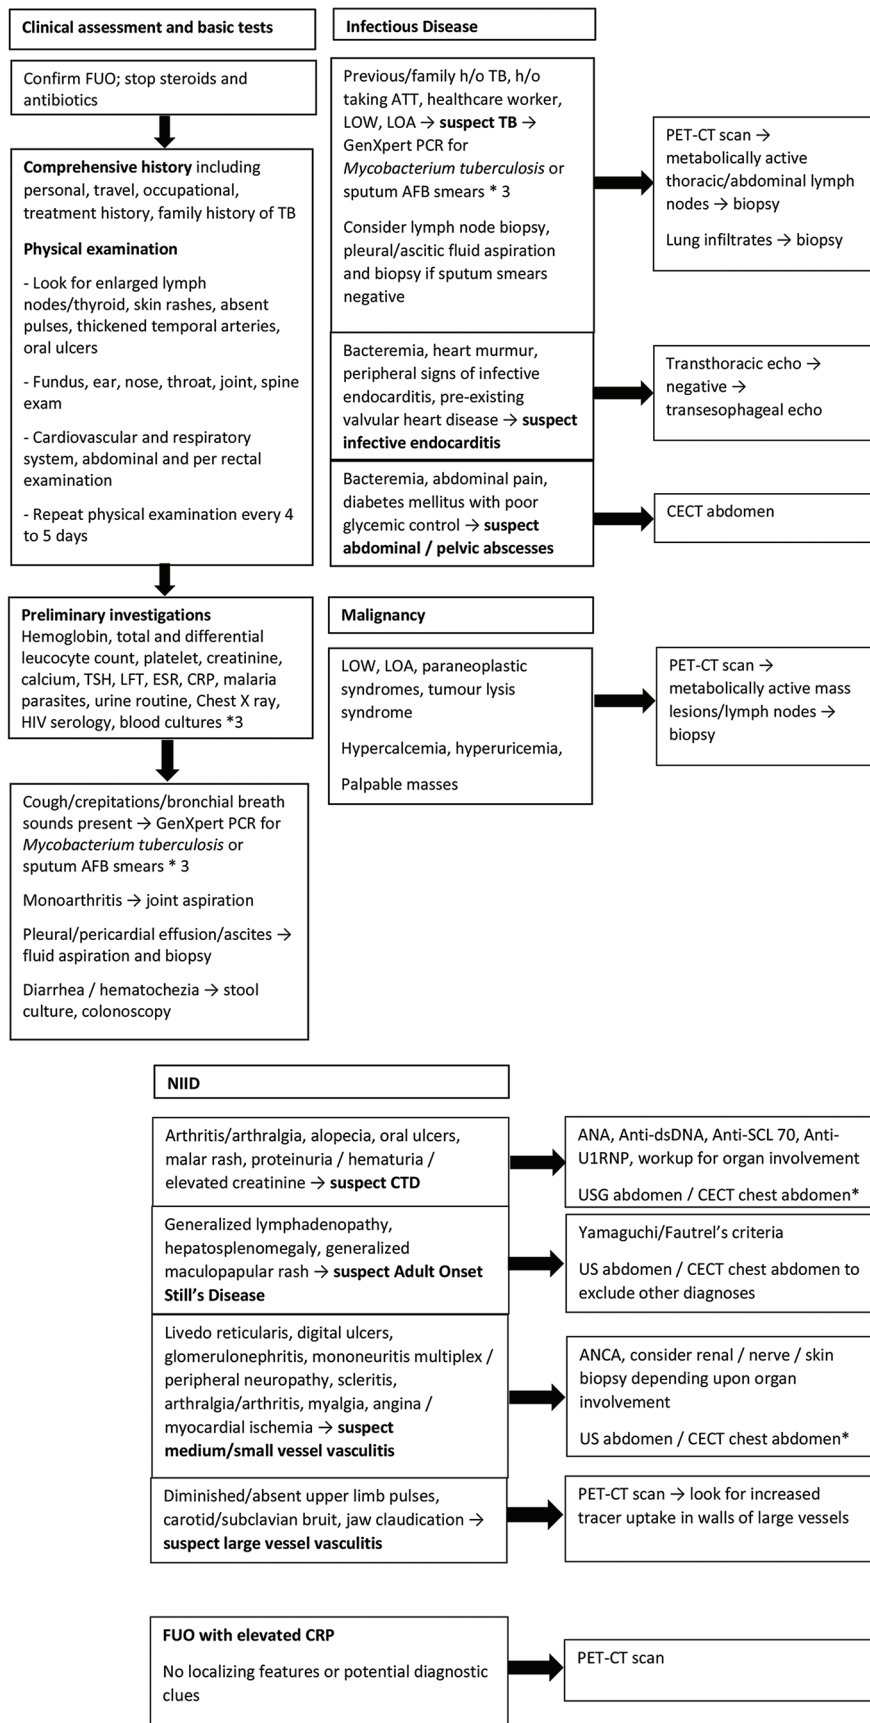 Clinical assessment and basic tests
Confirm FUO; stop steroids and
antibiotics
Comprehensive history including
personal, travel, occupational,
treatment history, family history of TB
Physical examination
- Look for enlarged lymph
nodes/thyroid, skin rashes, absent
pulses, thickened temporal arteries,
oral ulcers
- Fundus, ear, nose, throat, joint, spine
exam
- Cardiovascular and respiratory
system, abdominal and per rectal
examination
- Repeat physical examination every 4
to 5 days
Preliminary investigations
Hemoglobin, total and differential
leucocyte count, platelet, creatinine,
calcium, TSH, LFT, ESR, CRP, malaria
parasites, urine routine, Chest X ray,
HIV serology, blood cultures *3
Cough/crepitations/bronchial breath
sounds present → GenXpert PCR for
Mycobacterium tuberculosis or
sputum AFB smears * 3
Monoarthritis → joint aspiration
Pleural/pericardial effusion/ascites →
fluid aspiration and biopsy
Diarrhea / hematochezia → stool
culture, colonoscopy
Infectious Disease
Previous/family h/o TB, h/o
taking ATT, healthcare worker,
LOW, LOA → suspect TB →
GenXpert PCR for
Mycobacterium tuberculosis or
sputum AFB smears * 3
Consider lymph node biopsy,
pleural/ascitic fluid aspiration
and biopsy if sputum smears
negative
PET-CT scan →
metabolically active
thoracic/abdominal lymph
nodes → biopsy
Lung infiltrates → biopsy
Bacteremia, heart murmur,
peripheral signs of infective
endocarditis, pre-existing
valvular heart disease → suspect
infective endocarditis
Transthoracic echo →
negative →
transesophageal echo
Bacteremia, abdominal pain,
diabetes mellitus with poor
glycemic control → suspect
abdominal / pelvic abscesses
CECT abdomen
Malignancy
LOW, LOA, paraneoplastic
syndromes, tumour lysis
syndrome
Hypercalcemia, hyperuricemia,
Palpable masses
PET-CT scan →
metabolically active mass
lesions/lymph nodes →
biopsy
NIID
Arthritis/arthralgia, alopecia, oral ulcers,
malar rash, proteinuria / hematuria /
elevated creatinine → suspect CTD
ANA, Anti-dsDNA, Anti-SCL 70, Anti-
U1RNP, workup for organ involvement
USG abdomen / CECT chest abdomen*
Generalized lymphadenopathy,
hepatosplenomegaly, generalized
maculopapular rash → suspect Adult Onset
Still’s Disease
Yamaguchi/Fautrel’s criteria
US abdomen / CECT chest abdomen to
exclude other diagnoses
Livedo reticularis, digital ulcers,
glomerulonephritis, mononeuritis multiplex /
peripheral neuropathy, scleritis,
arthralgia/arthritis, myalgia, angina /
myocardial ischemia → suspect
medium/small vessel vasculitis
ANCA, consider renal / nerve / skin
biopsy depending upon organ
involvement
US abdomen / CECT chest abdomen*
Diminished/absent upper limb pulses,
carotid/subclavian bruit, jaw claudication →
suspect large vessel vasculitis
PET-CT scan → look for increased
tracer uptake in walls of large vessels
FUO with elevated CRP
No localizing features or potential diagnostic
clues
PET-CT scan